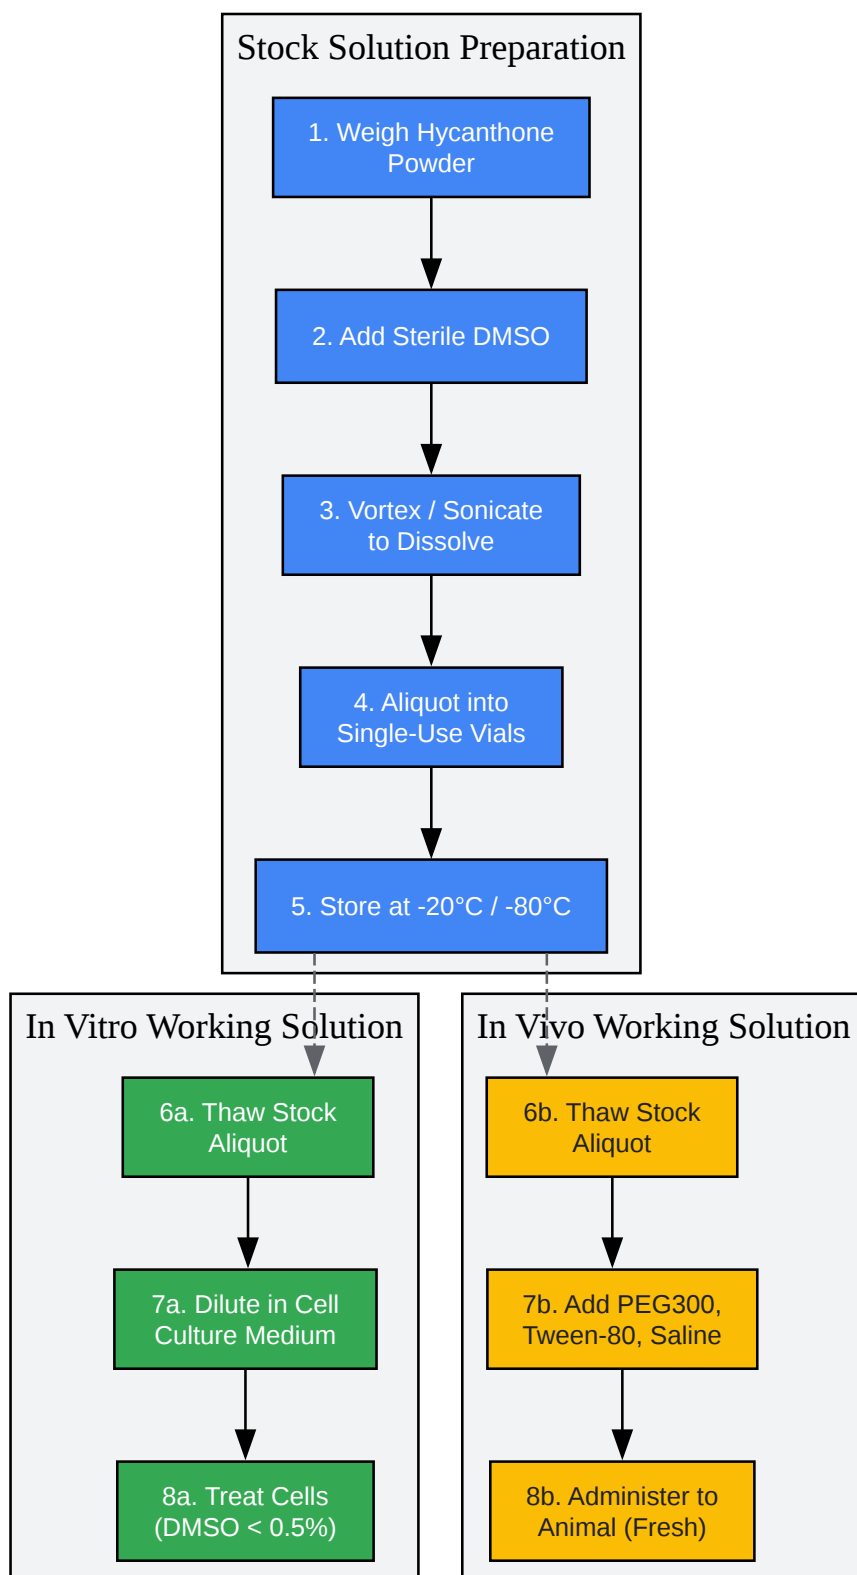 Stock Solution Preparation
1. Weigh Hycanthone
Powder
2. Add Sterile DMSO
3. Vortex / Sonicate
to Dissolve
4. Aliquot into
Single-Use Vials
5. Store at -20°C / -80°C
In Vitro Working Solution
6a. Thaw Stock
Aliquot
7a. Dilute in Cell
Culture Medium
8a. Treat Cells
(DMSO < 0.5%)
In Vivo Working Solution
6b. Thaw Stock
Aliquot
7b. Add PEG300,
Tween-80, Saline
8b. Administer to
Animal (Fresh)